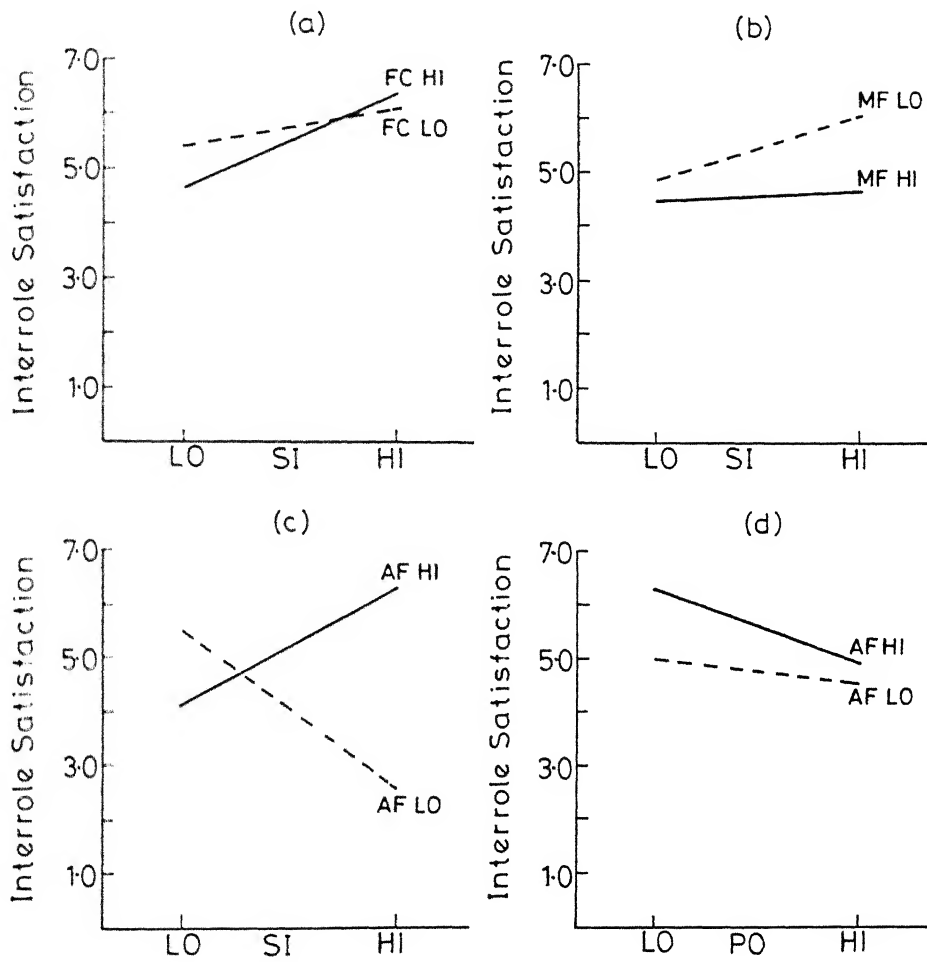 (a)
Interrole Satisfaction
7·0
5·0
3·0
1·0
FC HI
FC LO
LO SI HI
(b)
Interrole Satisfaction
7·0
5·0
3·0
1·0
MF LO
MF HI
LO SI HI
(c)
Interrole Satisfaction
7·0
5·0
3·0
1·0
AF HI
AF LO
LO SI HI
(d)
Interrole Satisfaction
7·0
5·0
3·0
1·0
AF HI
AF LO
LO PO HI